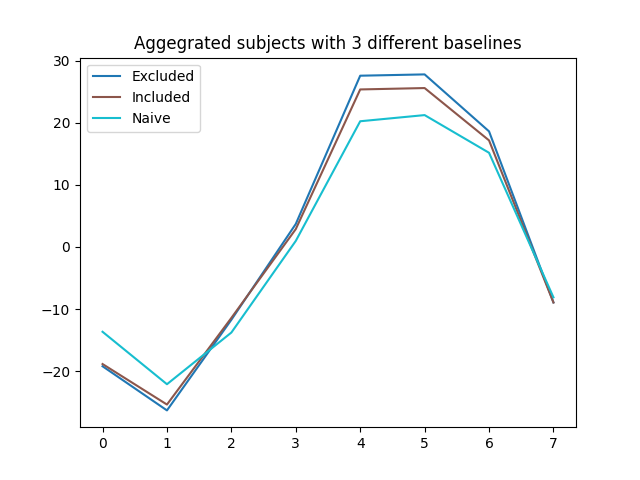 Aggegrated subjects with 3 different baselines
Excluded
Included
Naive
30
20
10
0
−10
−20
0 1 2 3 4 5 6 7